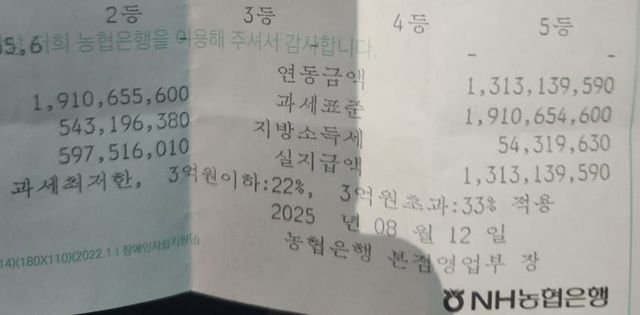 2등 3등 4등 5등
05,6 저희 농협은행을 이용해 주셔서 감사합니다.
- - - -
연동금액 1,313,139,590
1,910,655,600 과세표준 1,910,654,600
543,196,380 지방소득세 54,319,630
597,516,010 실지급액 1,313,139,590
과세최저한, 3억원이하:22%, 3억원초과:33% 적용
2025 년 08 월 12 일
14)(180X110)(2022.1 장애인자립지원단)
농협은행 본점영업부 장
NH농협은행